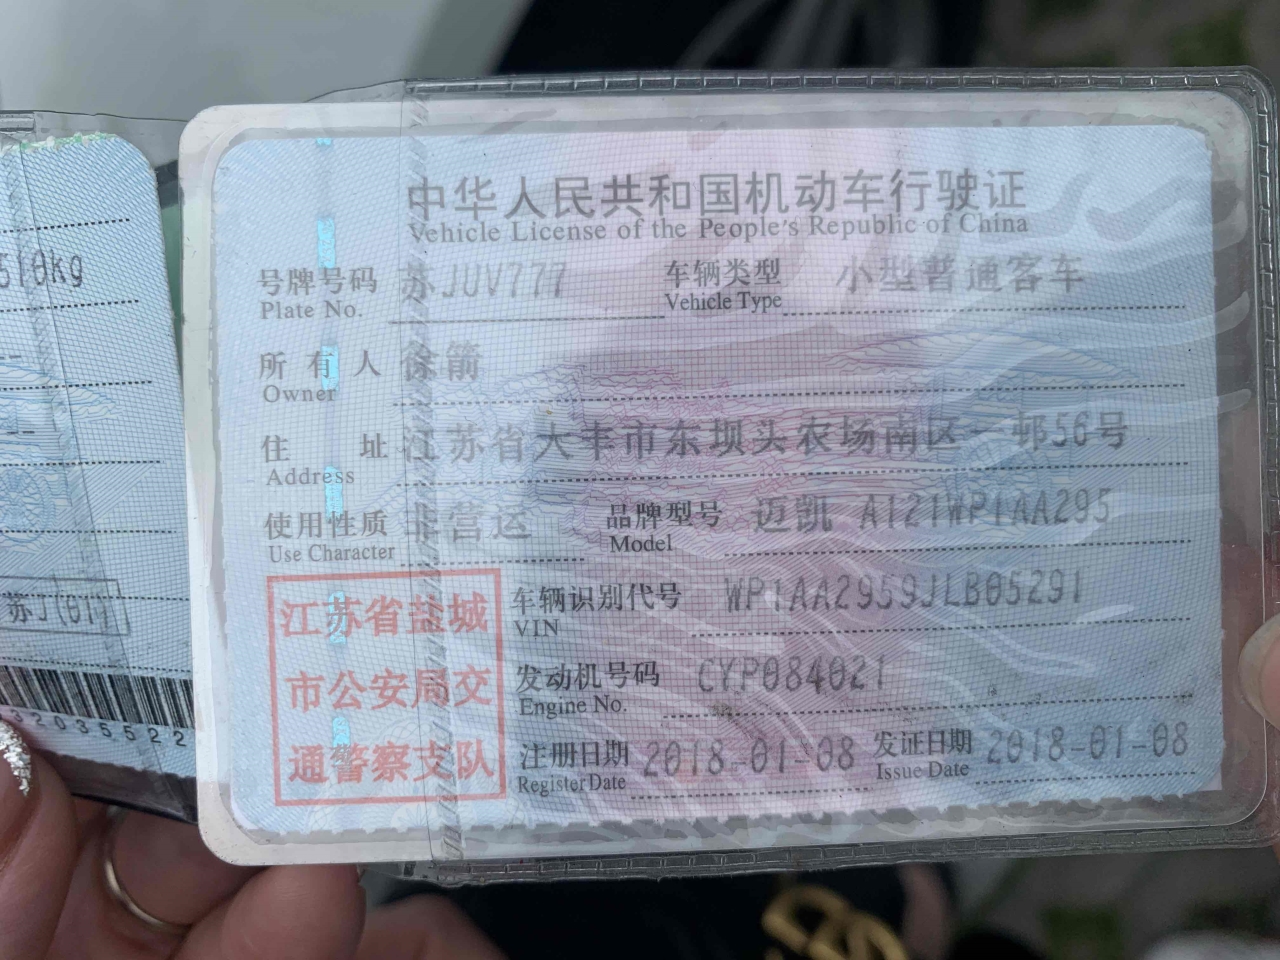 中华人民共和国机动车行驶证
Vehicle License of the People's Republic of China
号牌号码 苏JUV777 车辆类型 小型普通客车
Plate No. Vehicle Type
所有人 徐箭
Owner
住址 江苏省大丰市东坝头农场南区一邨56号
Address
使用性质 非营运 品牌型号 迈凯 A121WP1AA295
Use Character Model
江苏省盐城
市公安局交
通警察支队
车辆识别代号 WP1AA2959JLB05291
VIN
发动机号码 CYP084021
Engine No.
注册日期 2018-01-08 发证日期 2018-01-08
Register Date Issue Date
510kg
--
苏J(01)
32035522